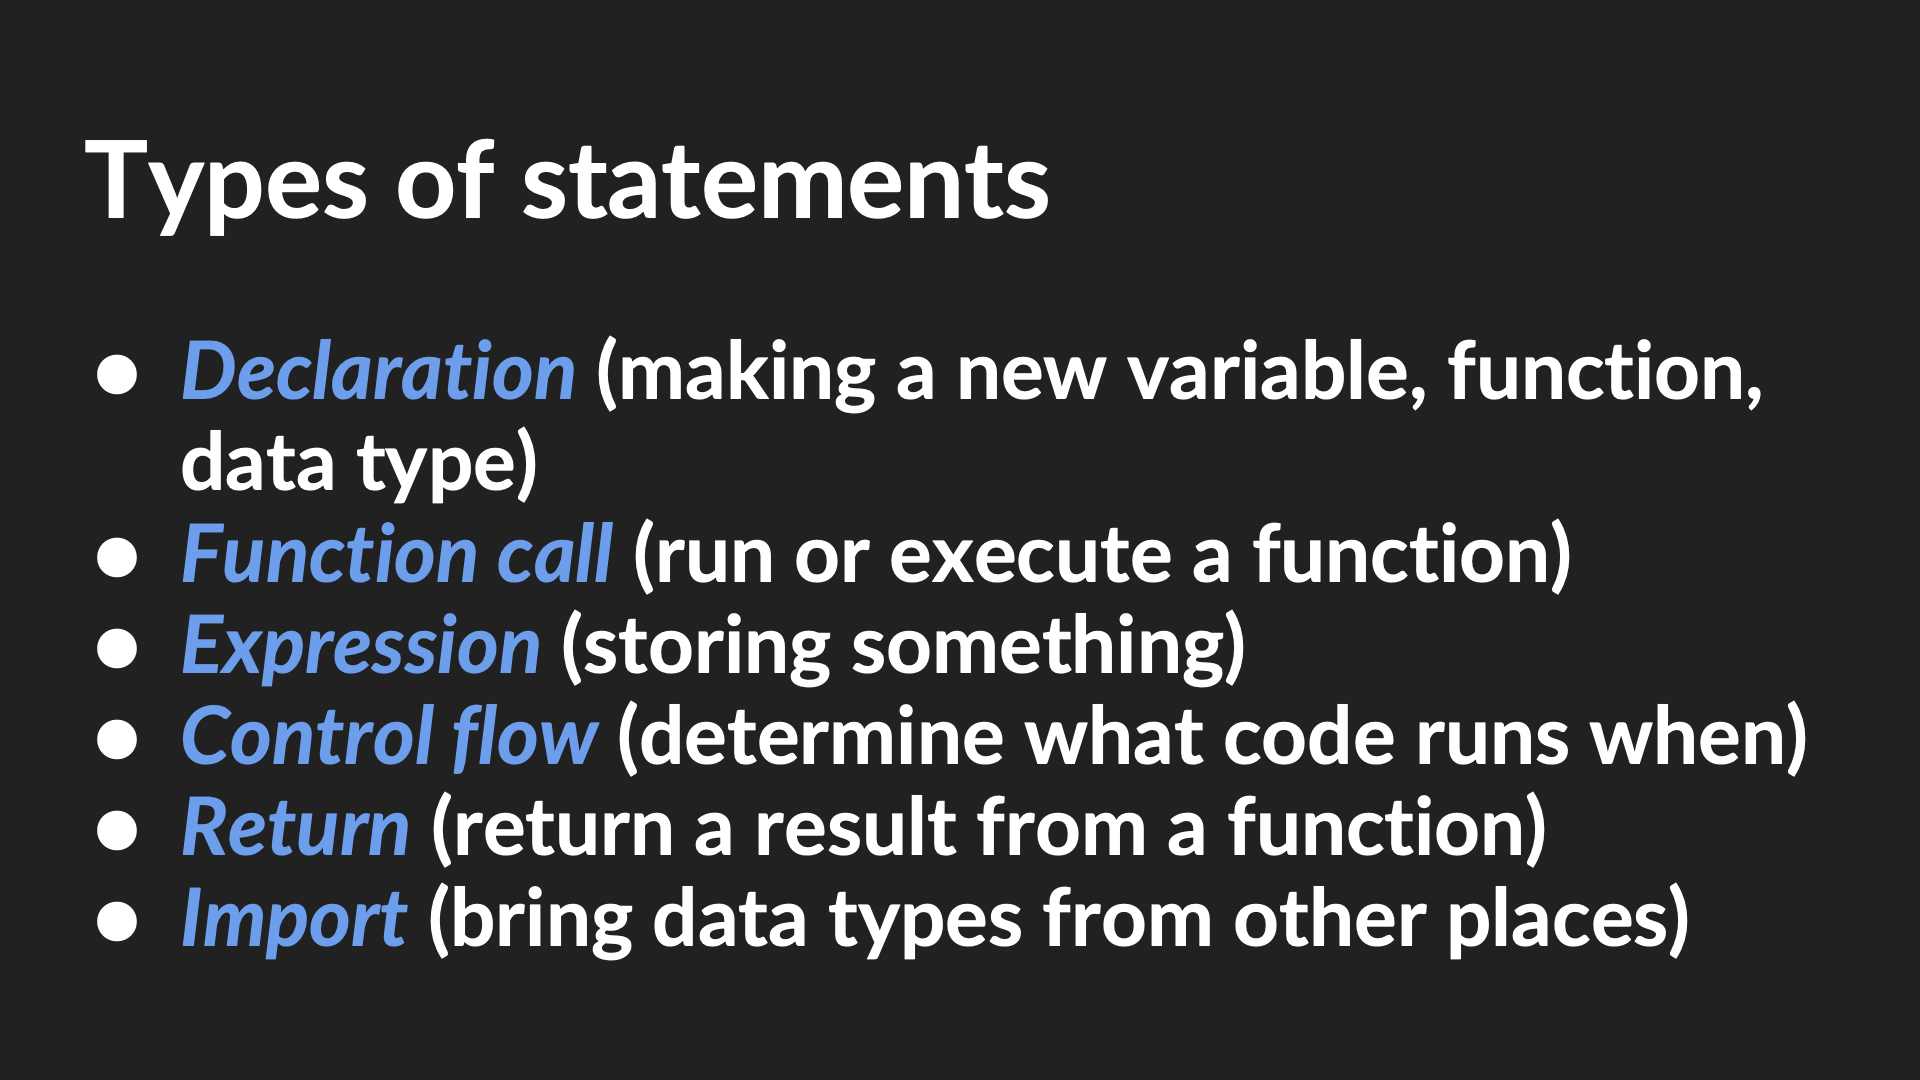 Types of statements
● Declaration (making a new variable, function,
data type)
● Function call (run or execute a function)
● Expression (storing something)
● Control flow (determine what code runs when)
● Return (return a result from a function)
● Import (bring data types from other places)